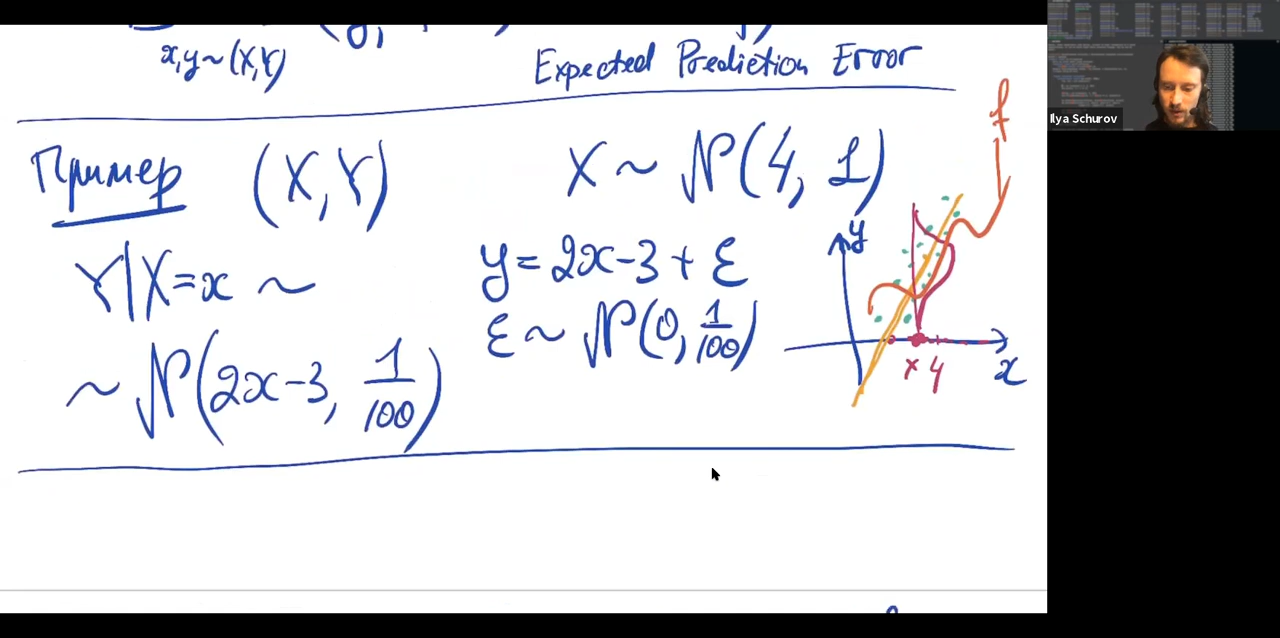 x,y~(X,Y)
Expected Prediction Error
Ilya Schurov
f
Пример (X,Y) X ~ N(4, 1)
Y|X=x ~ y=2x-3+ε
ε ~ N(0, 1/100)
~ N(2x-3, 1/100)
y
x 4 x